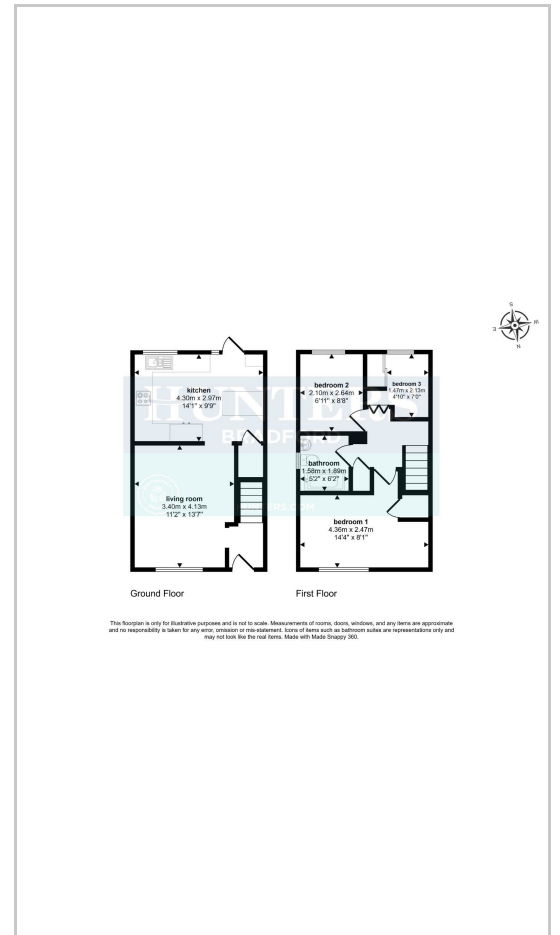 S
E
W
N
kitchen
4.30m x 2.97m
14'1" x 9'9"
bedroom 2
2.10m x 2.64m
6'11" x 8'8"
bedroom 3
1.47m x 2.13m
4'10" x 7'0"
HUNTERS
BRADFORD
bathroom
1.58m x 1.89m
5'2" x 6'2"
living room
3.40m x 4.13m
11'2" x 13'7"
bedroom 1
4.36m x 2.47m
14'4" x 8'1"
Ground Floor
First Floor
This floorplan is only for illustrative purposes and is not to scale. Measurements of rooms, doors, windows, and any items are approximate
and no responsibility is taken for any error, omission or mis-statement. Icons of items such as bathroom suites are representations only and
may not look like the real items. Made with Made Snappy 360.